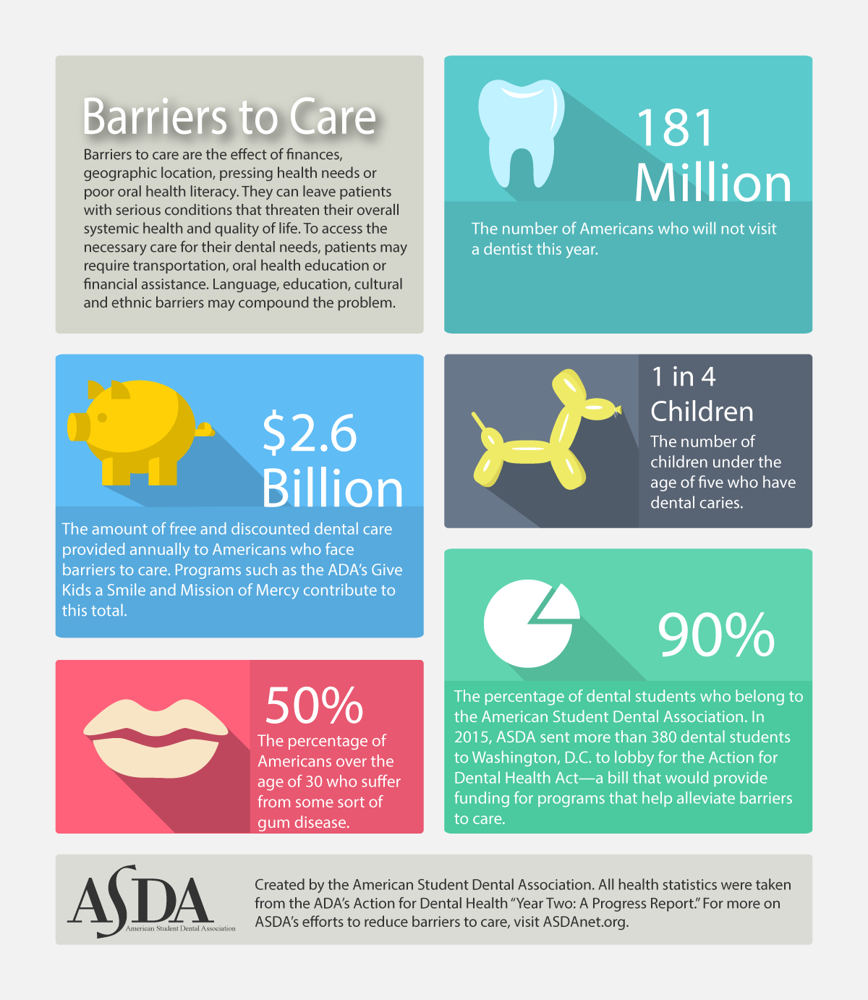 Barriers to Care
Barriers to care are the effect of finances,
geographic location, pressing health needs or
poor oral health literacy. They can leave patients
with serious conditions that threaten their overall
systemic health and quality of life. To access the
necessary care for their dental needs, patients may
require transportation, oral health education or
financial assistance. Language, education, cultural
and ethnic barriers may compound the problem.
181
Million
The number of Americans who will not visit
a dentist this year.
$2.6
Billion
The amount of free and discounted dental care
provided annually to Americans who face
barriers to care. Programs such as the ADA's Give
Kids a Smile and Mission of Mercy contribute to
this total.
1 in 4
Children
The number of
children under the
age of five who have
dental caries.
50%
The percentage of
Americans over the
age of 30 who suffer
from some sort of
gum disease.
90%
The percentage of dental students who belong to
the American Student Dental Association. In
2015, ASDA sent more than 380 dental students
to Washington, D.C. to lobby for the Action for
Dental Health Act—a bill that would provide
funding for programs that help alleviate barriers
to care.
ASDA
American Student Dental Association
Created by the American Student Dental Association. All health statistics were taken
from the ADA's Action for Dental Health “Year Two: A Progress Report.” For more on
ASDA's efforts to reduce barriers to care, visit ASDAnet.org.